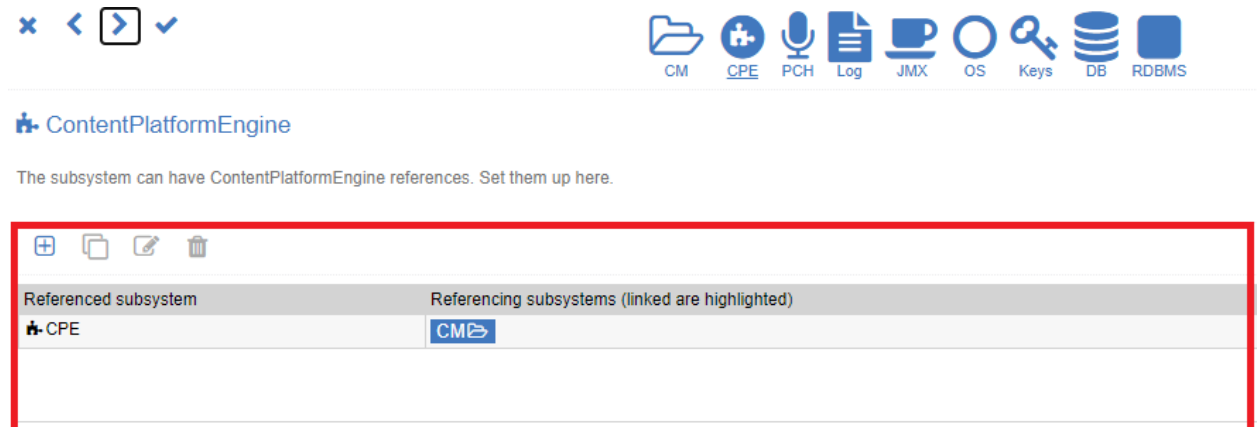 CM CPE PCH Log JMX OS Keys DB RDBMS
ContentPlatformEngine
The subsystem can have ContentPlatformEngine references. Set them up here.
Referenced subsystem Referencing subsystems (linked are highlighted)
CPE CM